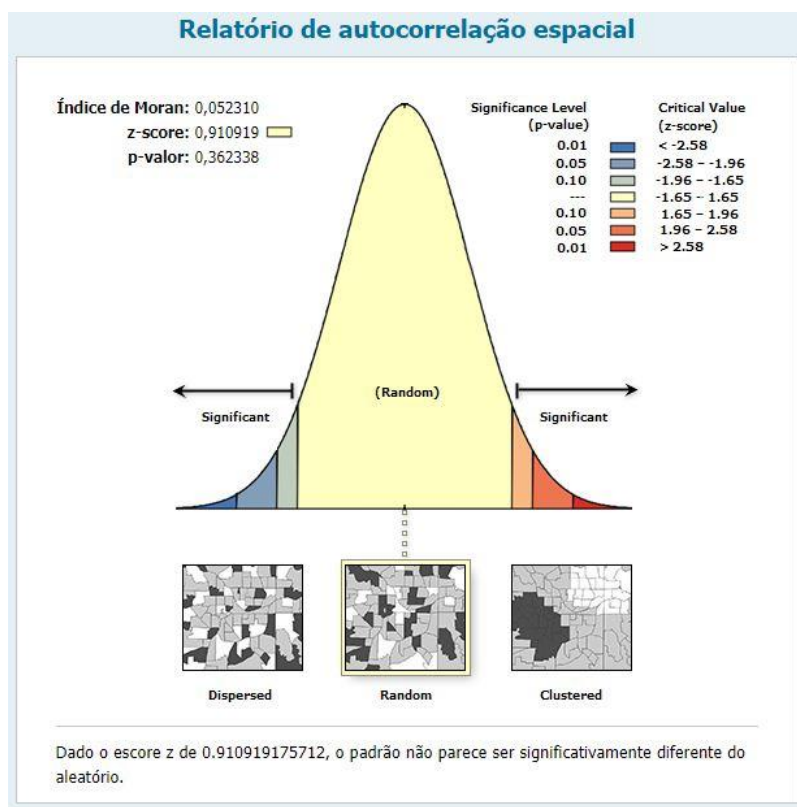 Relatório de autocorrelação espacial
Índice de Moran: 0,052310
z-score: 0,910919
p-valor: 0,362338
Significance Level
(p-value)
Critical Value
(z-score)
0.01 < -2.58
0.05 -2.58 – -1.96
0.10 -1.96 – -1.65
--- -1.65 – 1.65
0.10 1.65 – 1.96
0.05 1.96 – 2.58
0.01 > 2.58
(Random)
Significant
Significant
Dispersed
Random
Clustered
Dado o escore z de 0.910919175712, o padrão não parece ser significativamente diferente do
aleatório.